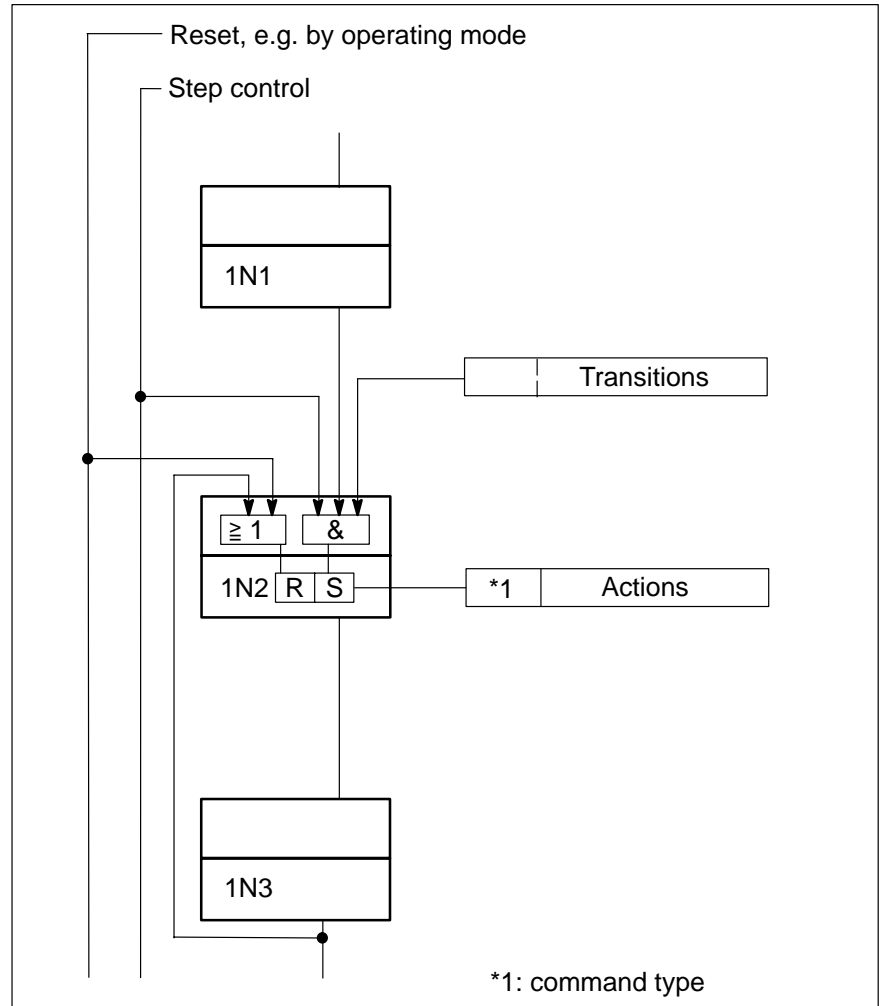 Reset, e.g. by operating mode
Step control
1N1
Transitions
≧ 1
&
1N2 R S
*1 Actions
1N3
*1: command type